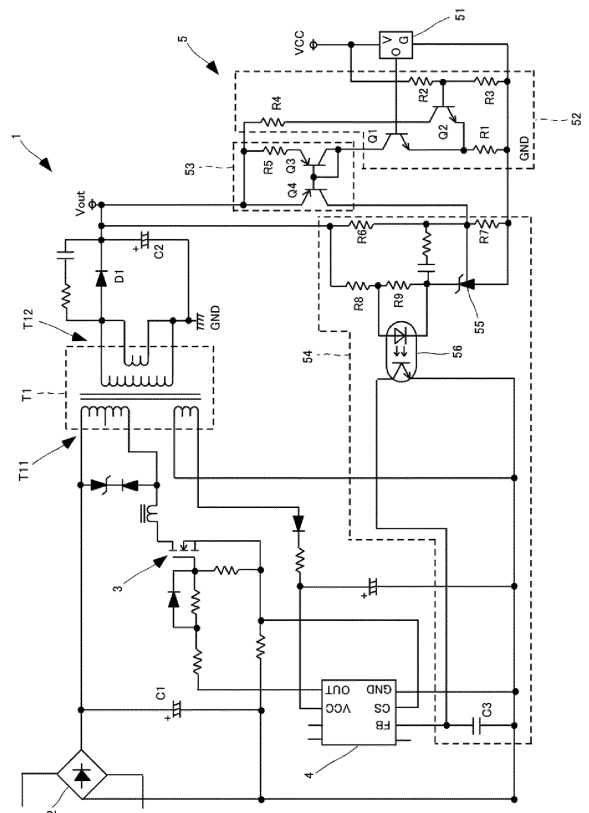 1
5
51
VCC
V
O
G
R4
R2
R3
Q2
Q1
R1
GND
52
53
R5
Q3
Q4
Vout
R6
R7
D1
+
C2
GND
T12
T1
T11
R8
R9
55
56
54
3
+
+
C1
OUT
VCC
GND
CS
FB
4
C3